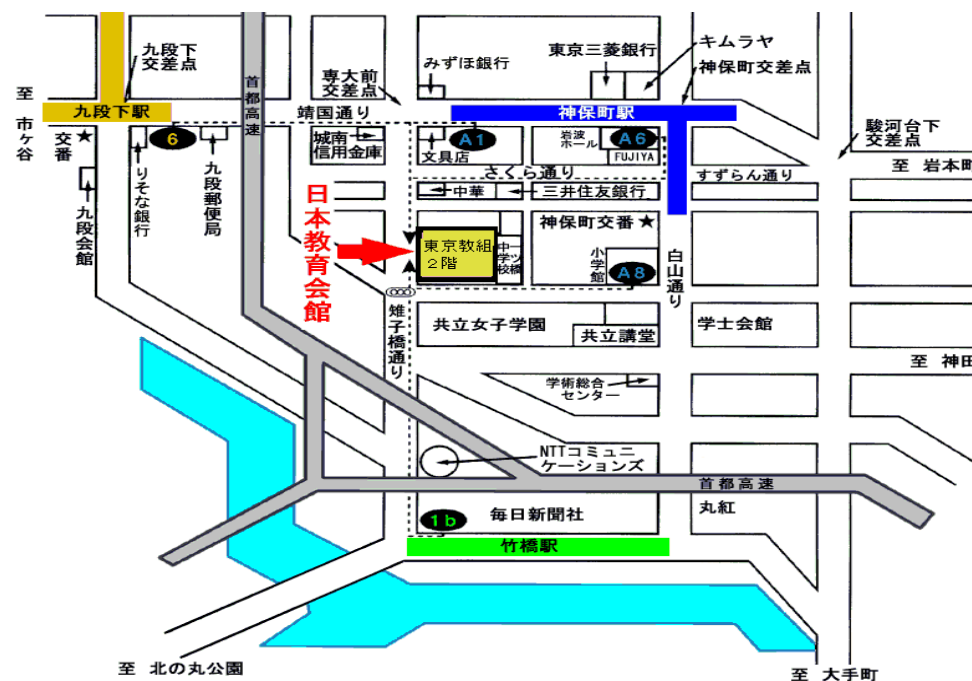 九段下
交差点
専大前
交差点
みずほ銀行
東京三菱銀行
キムラヤ
神保町交差点
至
市ヶ谷
首都高速
九段下駅
靖国通り
神保町駅
交番
6
りそな銀行
九段郵便局
九段会館
城南
信用金庫
文具店
A1
岩波
ホール
A6
FUJIYA
駿河台下
交差点
至 岩本町
さくら通り
すずらん通り
中華
三井住友銀行
日本教育会館
東京教組
2階
一ツ橋
中学校
神保町交番
小学館
A8
白山通り
雉子橋通り
共立女子学園
共立講堂
学士会館
至 神田
学術総合
センター
NTTコミュニ
ケーションズ
首都高速
丸紅
1b
毎日新聞社
竹橋駅
至 北の丸公園
至 大手町